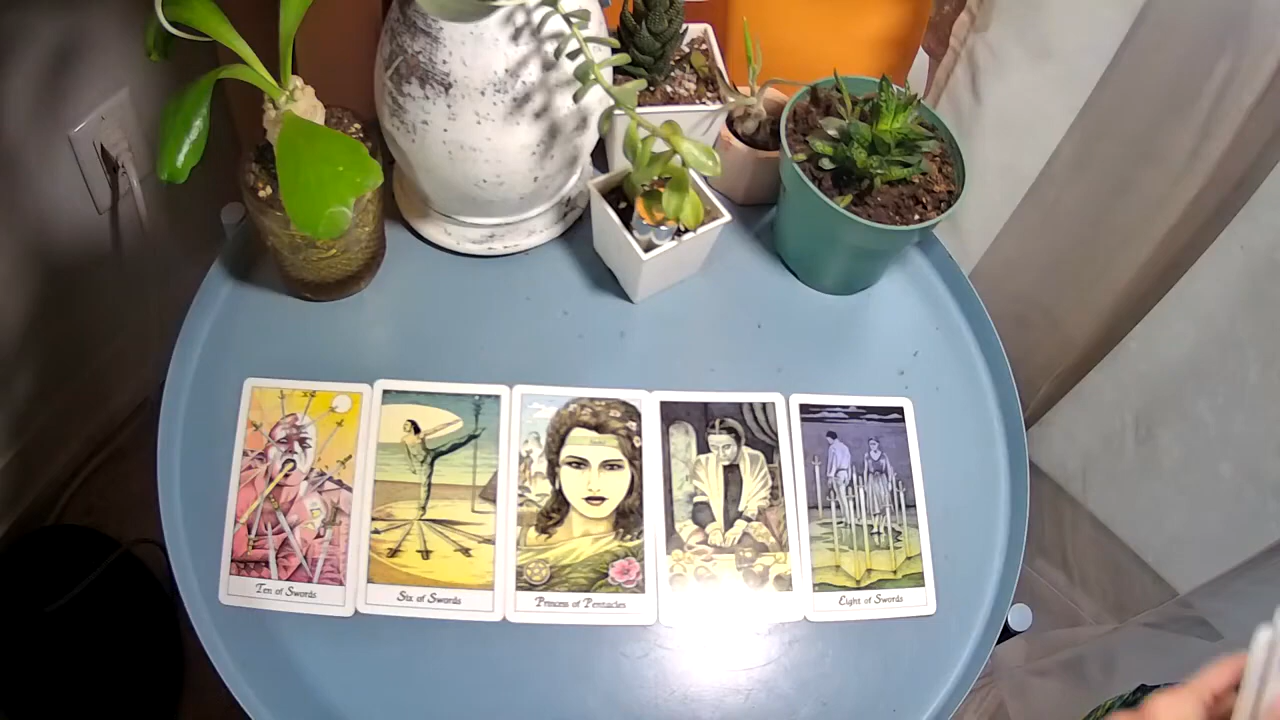 Ten of Swords
Six of Swords
Princess of Pentacles
Eight of Swords